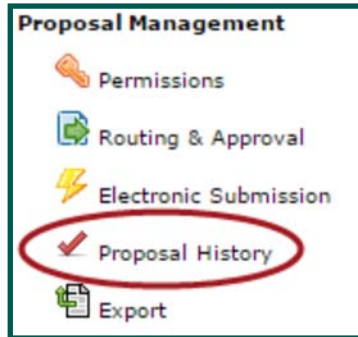 Proposal Management
Permissions
Routing & Approval
Electronic Submission
Proposal History
Export